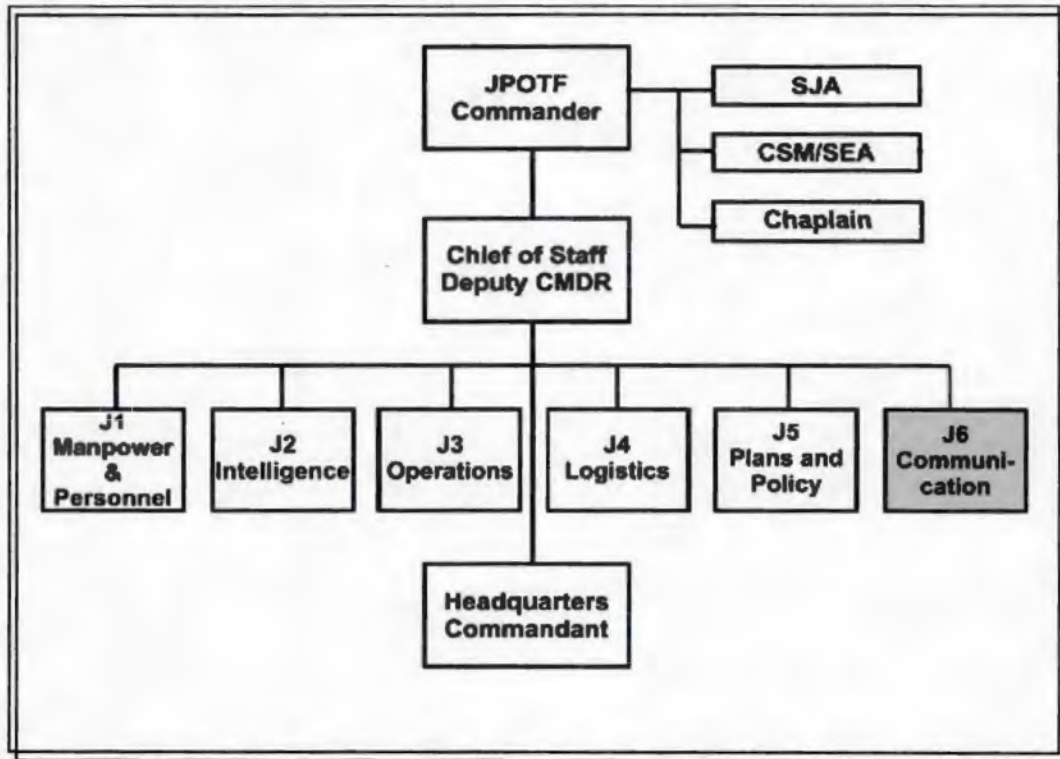 JPOTF
Commander
SJA
CSM/SEA
Chaplain
Chief of Staff
Deputy CMDR
J1
Manpower
&
Personnel
J2
Intelligence
J3
Operations
J4
Logistics
J5
Plans and
Policy
J6
Communi-
cation
Headquarters
Commandant